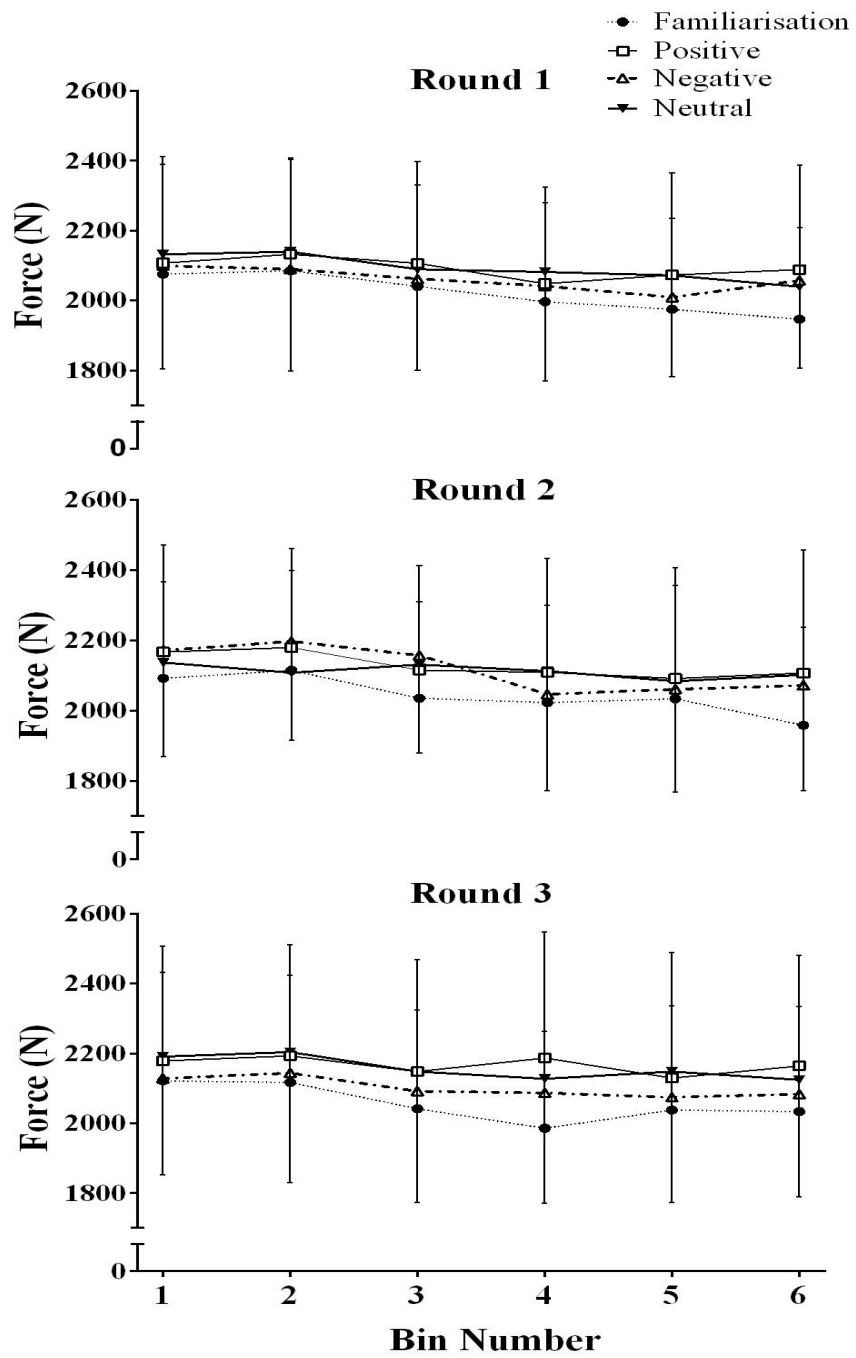 Familiarisation
Positive
Negative
Neutral
Round 1
2600
2400
2200
2000
1800
0
Force (N)
Round 2
2600
2400
2200
2000
1800
0
Force (N)
Round 3
2600
2400
2200
2000
1800
0
Force (N)
1 2 3 4 5 6
Bin Number